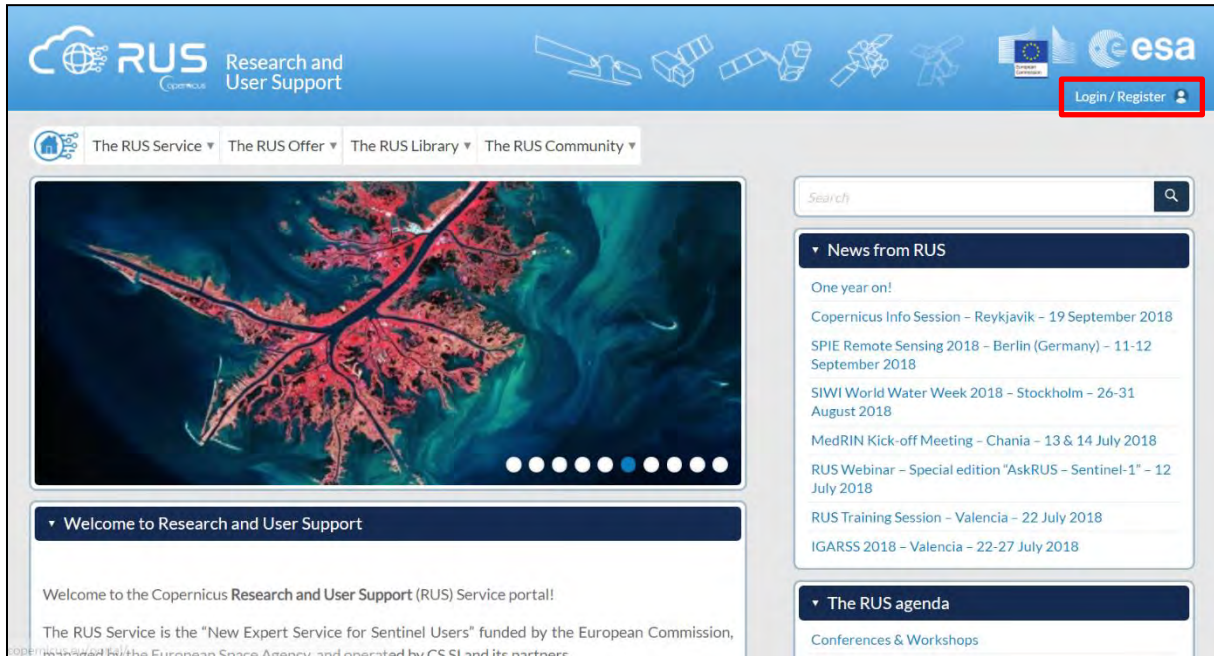 RUS
Copernicus
Research and
User Support
European
Commission
esa
Login / Register
The RUS Service ▾ The RUS Offer ▾ The RUS Library ▾ The RUS Community ▾
Search
▾ News from RUS
One year on!
Copernicus Info Session – Reykjavik – 19 September 2018
SPIE Remote Sensing 2018 – Berlin (Germany) – 11-12
September 2018
SIWI World Water Week 2018 – Stockholm – 26-31
August 2018
MedRIN Kick-off Meeting – Chania – 13 & 14 July 2018
RUS Webinar – Special edition “AskRUS – Sentinel-1” – 12
July 2018
RUS Training Session – Valencia – 22 July 2018
IGARSS 2018 – Valencia – 22-27 July 2018
▾ Welcome to Research and User Support
Welcome to the Copernicus Research and User Support (RUS) Service portal!
The RUS Service is the “New Expert Service for Sentinel Users” funded by the European Commission,
managed by the European Space Agency, and operated by CS SI and its partners.
▾ The RUS agenda
Conferences & Workshops